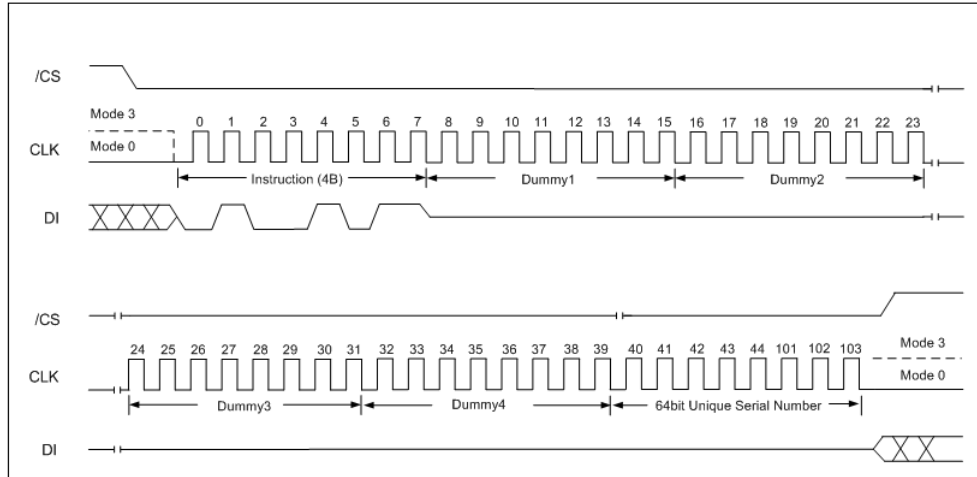 /CS
Mode 3
0 1 2 3 4 5 6 7 8 9 10 11 12 13 14 15 16 17 18 19 20 21 22 23
CLK
Mode 0
Instruction (4B) Dummy1 Dummy2
DI
/CS
24 25 26 27 28 29 30 31 32 33 34 35 36 37 38 39 40 41 42 43 44 101 102 103
Mode 3
CLK
Mode 0
Dummy3 Dummy4 64bit Unique Serial Number
DI